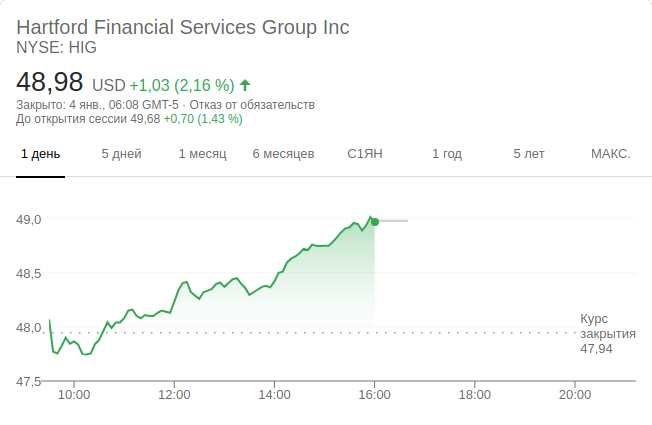 Hartford Financial Services Group Inc
NYSE: HIG
48,98 USD +1,03 (2,16 %)
Закрыто: 4 янв., 06:08 GMT-5 · Отказ от обязательств
До открытия сессии 49,68 +0,70 (1,43 %)
1 день 5 дней 1 месяц 6 месяцев С1ЯН 1 год 5 лет МАКС.
49,0
48,5
48,0
47,5
Курс
закрытия
47,94
10:00 12:00 14:00 16:00 18:00 20:00